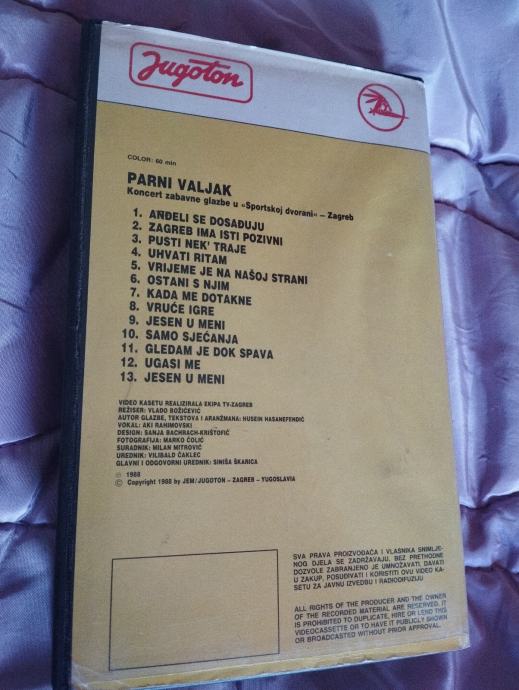 Jugoton
COLOR: 60 min
PARNI VALJAK
Koncert zabavne glazbe u «Sportskoj dvorani» – Zagreb
1. ANĐELI SE DOSAĐUJU
2. ZAGREB IMA ISTI POZIVNI
3. PUSTI NEK' TRAJE
4. UHVATI RITAM
5. VRIJEME JE NA NAŠOJ STRANI
6. OSTANI S NJIM
7. KADA ME DOTAKNE
8. VRUĆE IGRE
9. JESEN U MENI
10. SAMO SJEĆANJA
11. GLEDAM JE DOK SPAVA
12. UGASI ME
13. JESEN U MENI
VIDEO KASETU REALIZIRALA EKIPA TV-ZAGREB
REŽISER: VLADO BOŽIČEVIĆ
AUTOR GLAZBE, TEKSTOVA I ARANŽMANA: HUSEIN HASANEFENDIĆ
VOKAL: AKI RAHIMOVSKI
DESIGN: SANJA BACHRACH-KRIŠTOFIĆ
FOTOGRAFIJA: MARKO ČOLIĆ
SURADNIK: MILAN MITROVIĆ
UREDNIK: VILIBALD ČAKLEC
GLAVNI I ODGOVORNI UREDNIK: SINIŠA ŠKARICA
℗ 1988
© Copyright 1988 by JEM/JUGOTON – ZAGREB – YUGOSLAVIA
SVA PRAVA PROIZVOĐAČA I VLASNIKA SNIMLJE-
NOG DJELA SE ZADRŽAVAJU. BEZ PRETHODNE
DOZVOLE ZABRANJENO JE UMNOŽAVATI, DAVATI
U ZAKUP, POSUĐIVATI I KORISTITI OVU VIDEO KA-
SETU ZA JAVNU IZVEDBU I RADIODIFUZIJU
ALL RIGHTS OF THE PRODUCER AND THE OWNER
OF THE RECORDED MATERIAL ARE RESERVED. IT
IS PROHIBITED TO DUPLICATE, HIRE OR LEND THIS
VIDEOCASSETTE OR TO HAVE IT PUBLICLY SHOWN
OR BROADCASTED WITHOUT PRIOR APPROVAL.